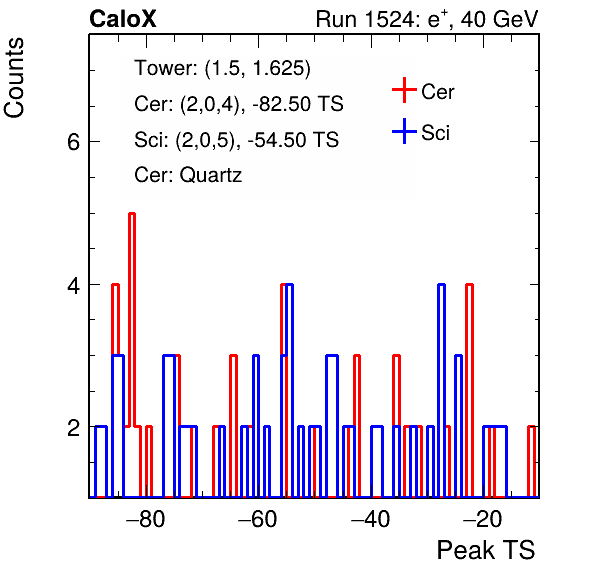 CaloX Run 1524: e+, 40 GeV
Counts
Tower: (1.5, 1.625)
Cer: (2,0,4), -82.50 TS
Sci: (2,0,5), -54.50 TS
Cer: Quartz
Cer
Sci
6
4
2
−80 −60 −40 −20
Peak TS